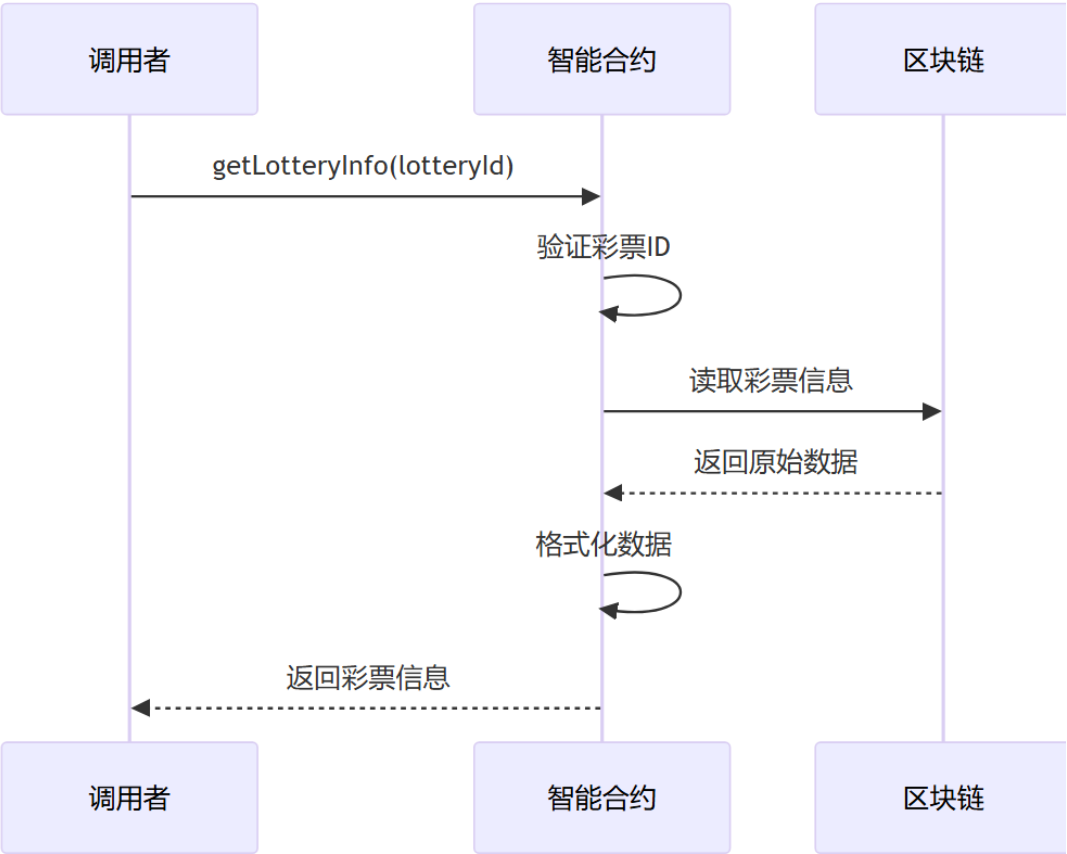 调用者
智能合约
区块链
getLotteryInfo(lotteryId)
验证彩票ID
读取彩票信息
返回原始数据
格式化数据
返回彩票信息
调用者
智能合约
区块链